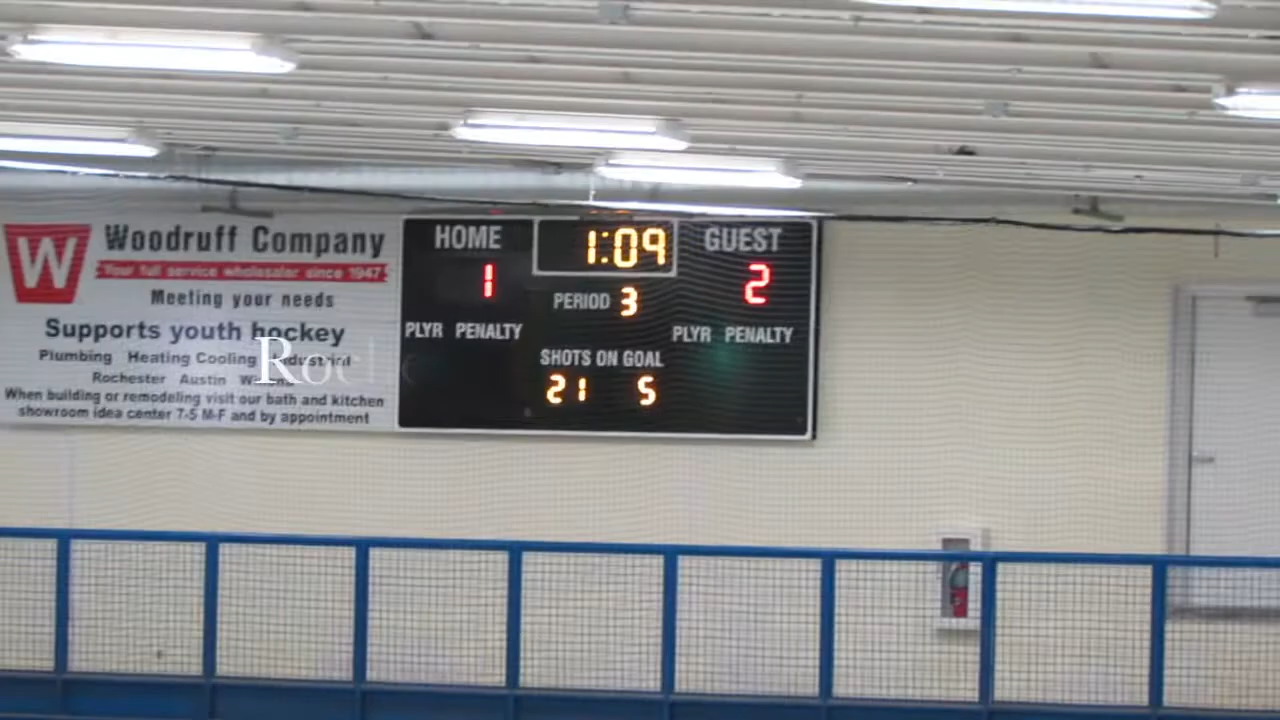 W
Woodruff Company
Your full service wholesaler since 1947
Meeting your needs
Supports youth hockey
Plumbing Heating Cooling Industrial
Rochester Austin
When building or remodeling visit our bath and kitchen
showroom idea center 7-5 M-F and by appointment
Roche
HOME 1:09 GUEST
1 2
PERIOD 3
PLYR PENALTY PLYR PENALTY
SHOTS ON GOAL
21 5